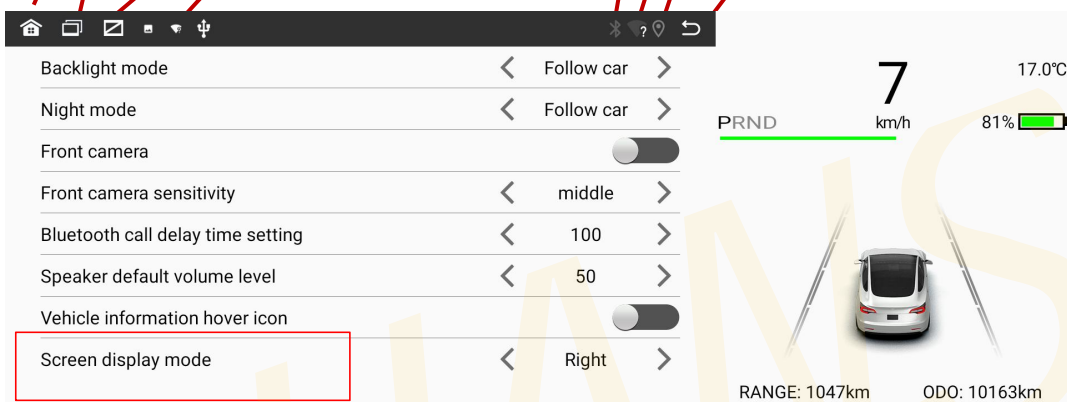 ?
Backlight mode Follow car
Night mode Follow car
Front camera
Front camera sensitivity middle
Bluetooth call delay time setting 100
Speaker default volume level 50
Vehicle information hover icon
Screen display mode Right
7
17.0°C
PRND
km/h
81%
RANGE: 1047km ODO: 10163km